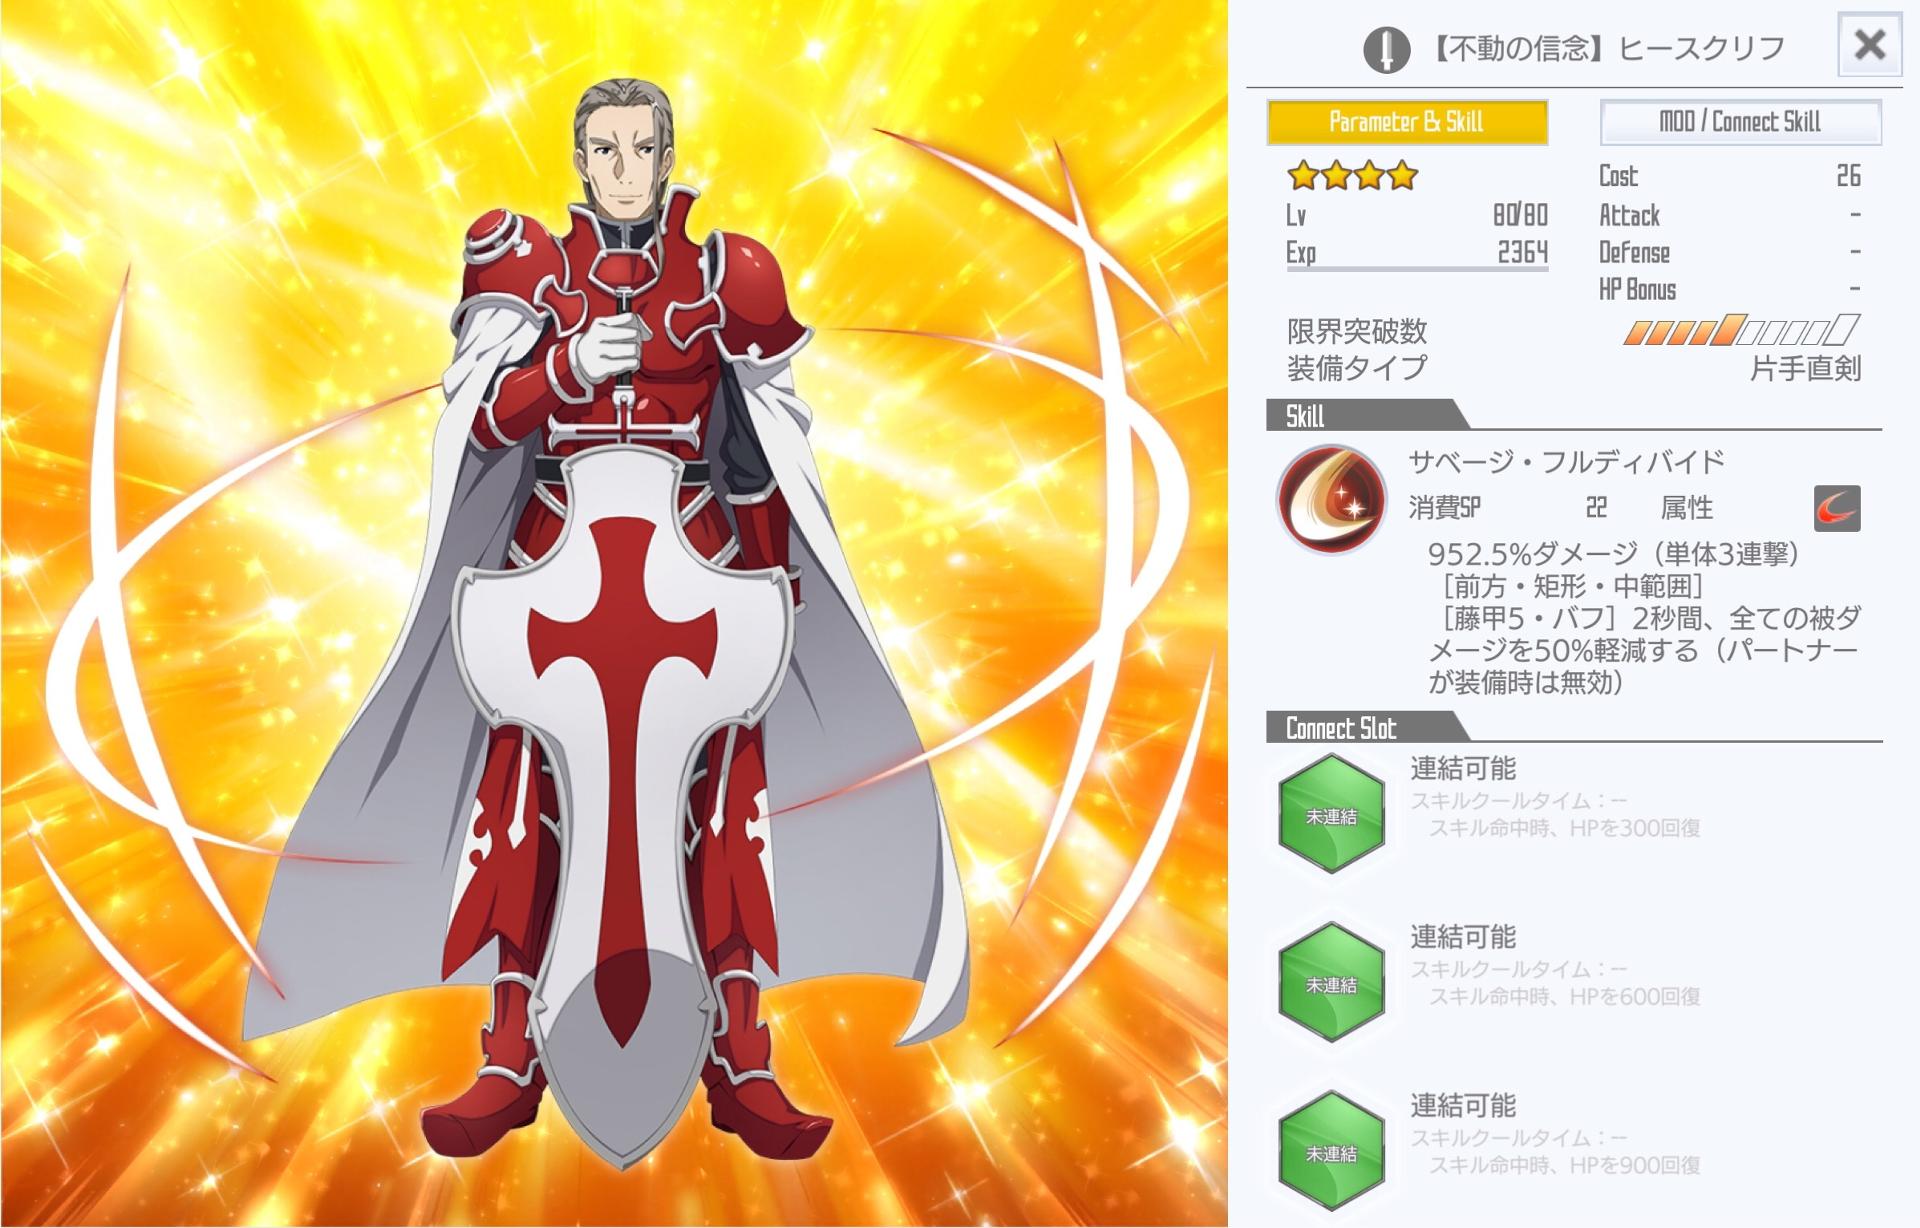 【不動の信念】ヒースクリフ
Parameter & Skill
MOD / Connect Skill
Lv 80/80
Exp 2364
Cost 26
Attack -
Defense -
HP Bonus -
限界突破数
装備タイプ 片手直剣
Skill
サベージ・フルディバイド
消費SP 22 属性
952.5%ダメージ（単体3連撃）
［前方・矩形・中範囲］
［藤甲5・バフ］2秒間、全ての被ダ
メージを50%軽減する（パートナー
が装備時は無効）
Connect Slot
未連結
連結可能
スキルクールタイム：--
スキル命中時、HPを300回復
未連結
連結可能
スキルクールタイム：--
スキル命中時、HPを600回復
未連結
連結可能
スキルクールタイム：--
スキル命中時、HPを900回復